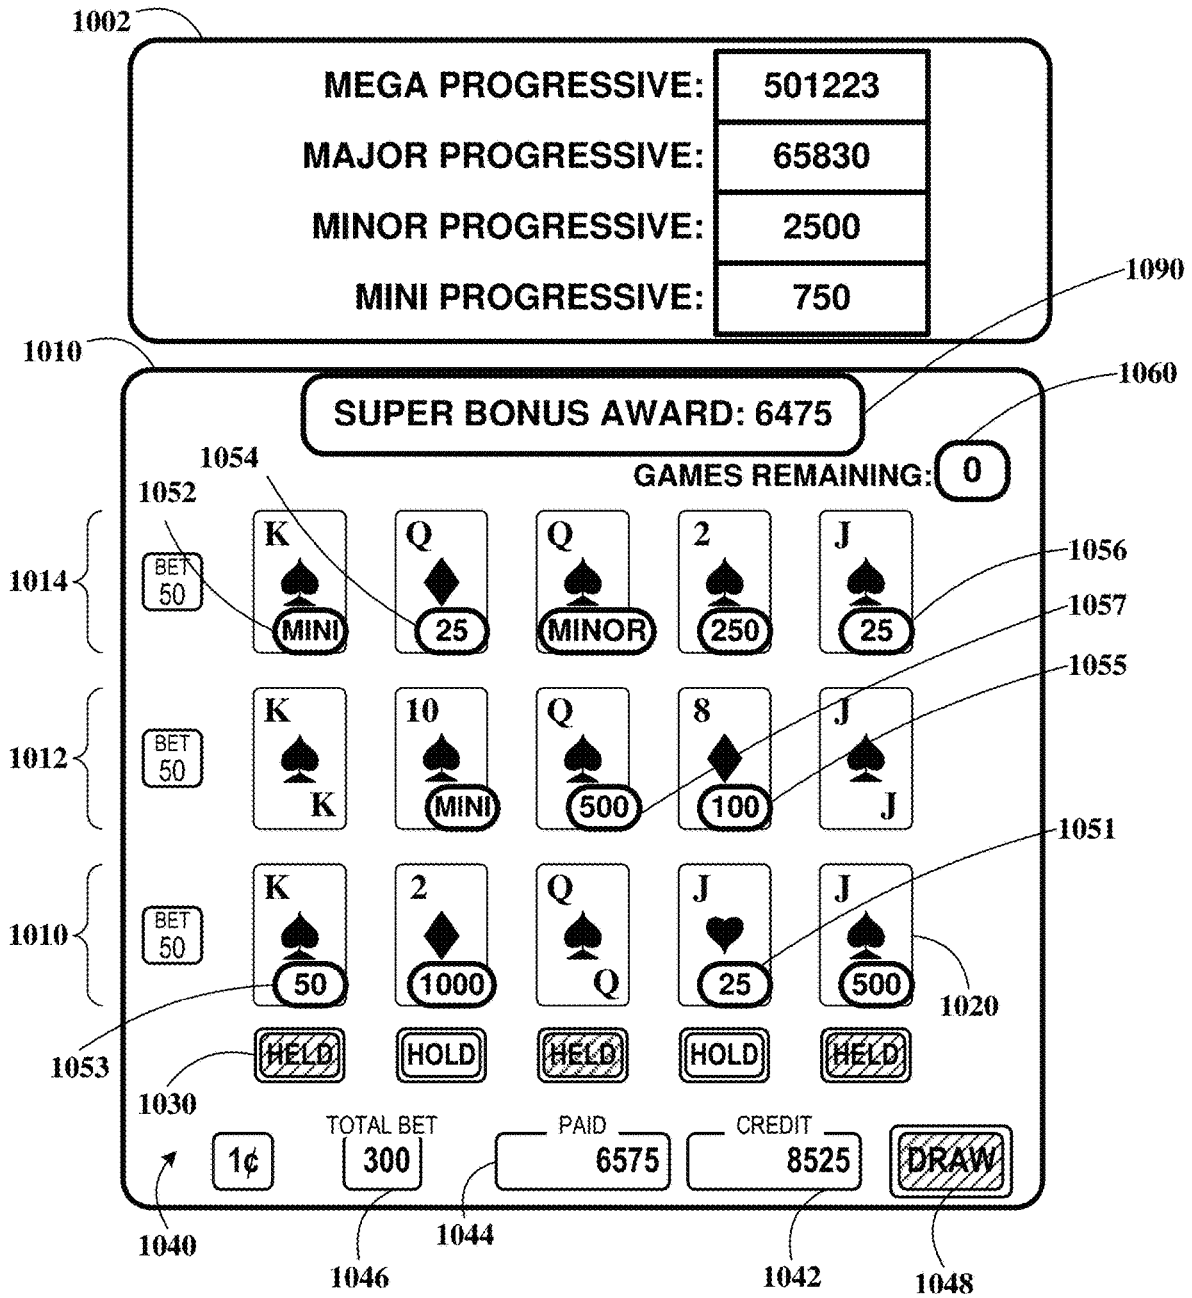 1002
MEGA PROGRESSIVE: 501223
MAJOR PROGRESSIVE: 65830
MINOR PROGRESSIVE: 2500
MINI PROGRESSIVE: 750
1090
1010
1060
SUPER BONUS AWARD: 6475
1054
GAMES REMAINING: 0
1052
K Q Q 2 J
1056
1014
BET
50
1057
MINI 25 MINOR 250 25
1055
K 10 Q 8 J
1012
BET
50
K MINI 500 100 J
1051
K 2 Q J J
1010
BET
50
50 1000 Q 25 500
1020
1053
HELD HOLD HELD HOLD HELD
1030
TOTAL BET PAID CREDIT
1¢ 300 6575 8525 DRAW
1040
1044
1046
1042
1048